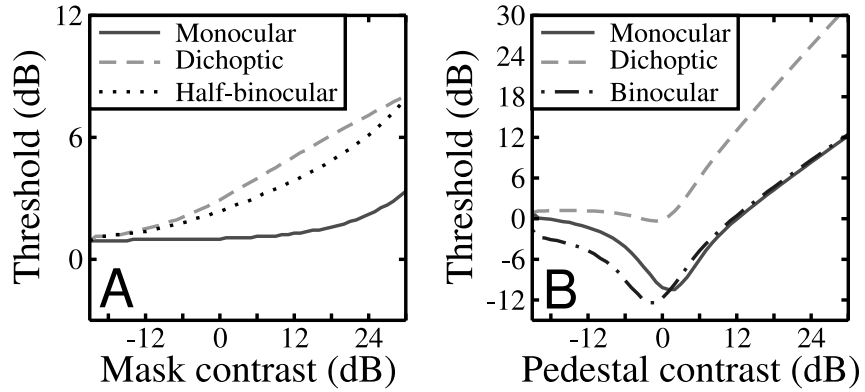 12
6
0
Threshold (dB)
Monocular
Dichoptic
Half-binocular
A
-12
0
12
24
Mask contrast (dB)
30
24
18
12
6
0
-6
-12
Threshold (dB)
Monocular
Dichoptic
Binocular
B
-12
0
12
24
Pedestal contrast (dB)